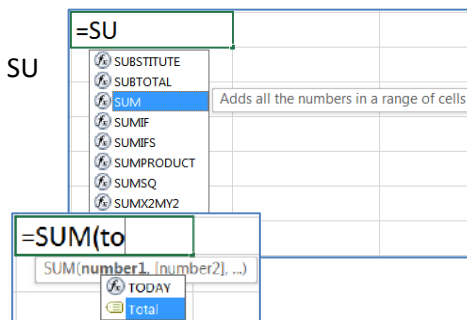 =SU
SU
SUBSTITUTE
SUBTOTAL
SUM
Adds all the numbers in a range of cells
SUMIF
SUMIFS
SUMPRODUCT
SUMSQ
SUMX2MY2
=SUM(to
SUM(number1, [number2], ...)
TODAY
Total